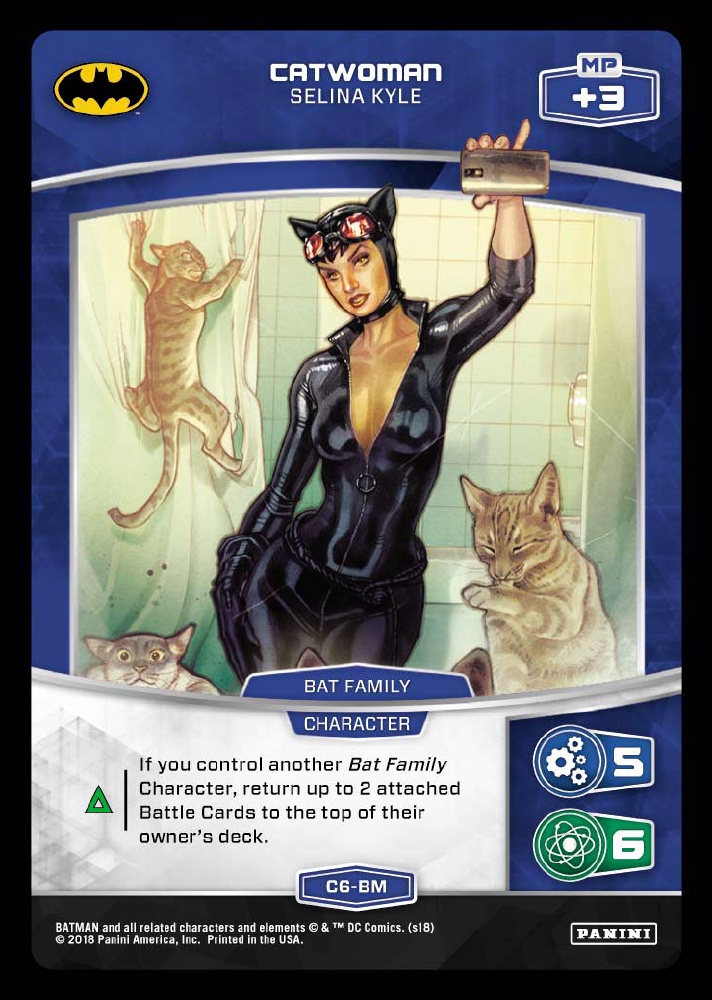 CATWOMAN
SELINA KYLE
MP
+3
BAT FAMILY
CHARACTER
If you control another Bat Family
Character, return up to 2 attached
Battle Cards to the top of their
owner's deck.
5
6
C6-BM
BATMAN and all related characters and elements © & ™ DC Comics. (s18)
© 2018 Panini America, Inc. Printed in the USA.
PANINI